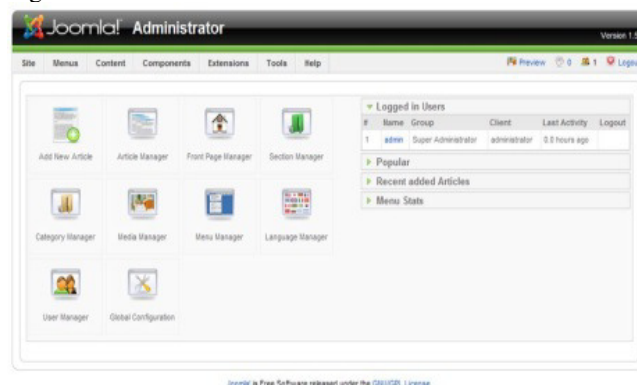 Joomla! Administrator
Version 1.5
Site Menus Content Components Extensions Tools Help
Preview 0 1 Logout
Add New Article
Article Manager
Front Page Manager
Section Manager
Category Manager
Media Manager
Menu Manager
Language Manager
User Manager
Global Configuration
Logged in Users
# Name Group Client Last Activity Logout
1 admin Super Administrator administrator 0.0 hours ago
Popular
Recent added Articles
Menu Stats
Joomla! is Free Software released under the GNU/GPL License.